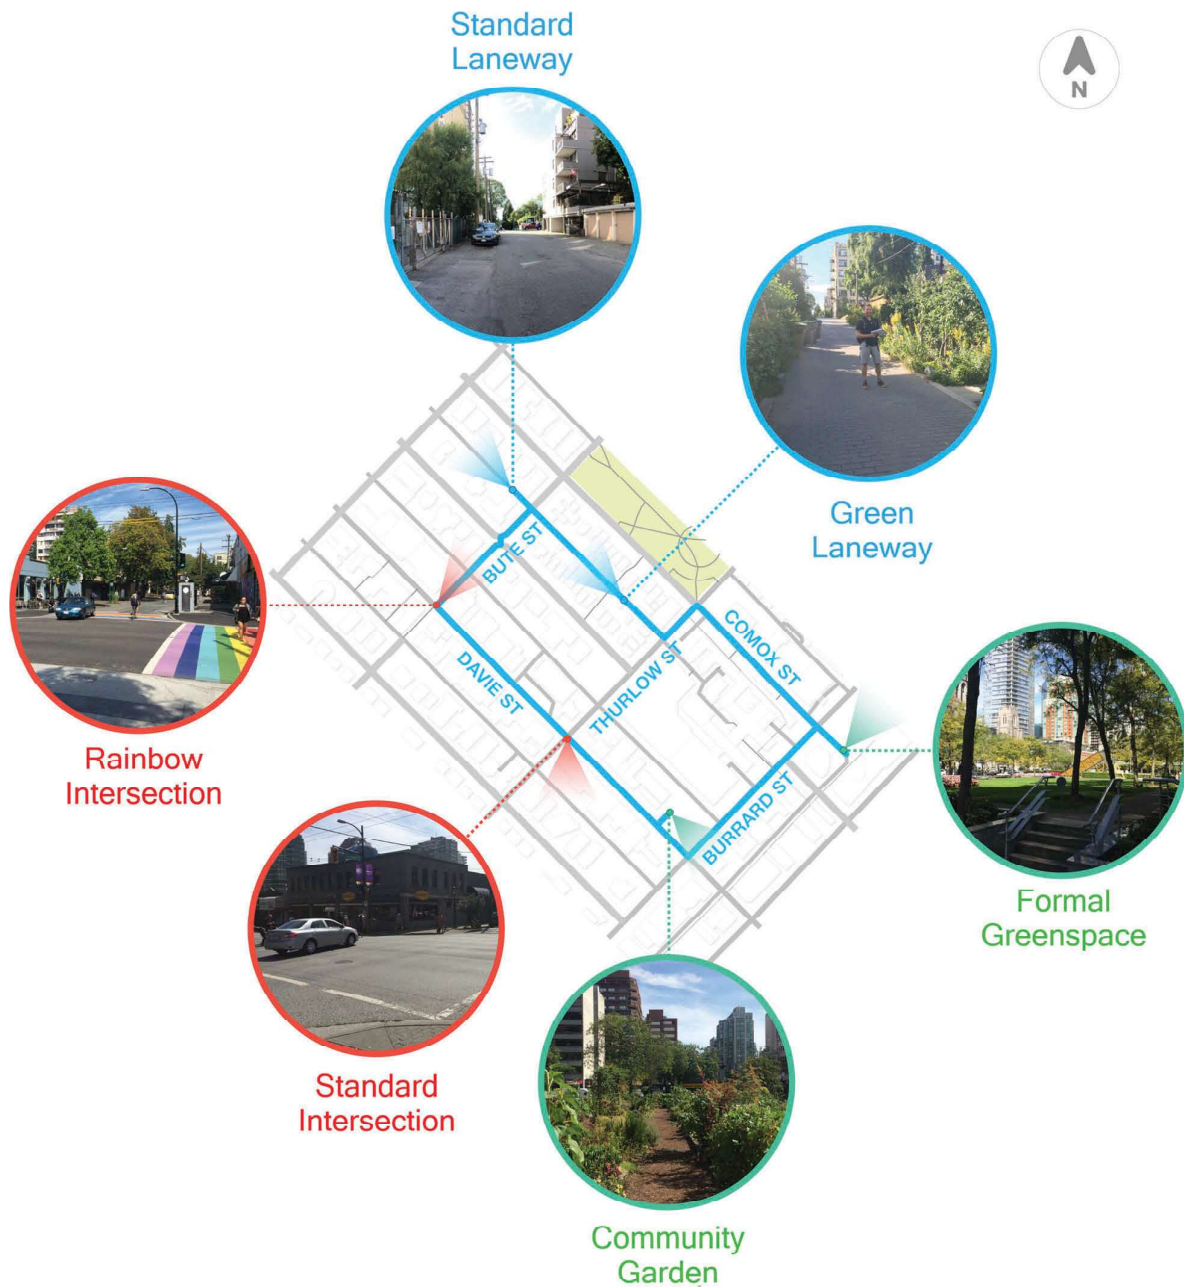 Standard
Laneway
N
Green
Laneway
BUTE ST
COMOX ST
DAVIE ST
THURLOW ST
BURRARD ST
Rainbow
Intersection
Formal
Greenspace
Standard
Intersection
Community
Garden